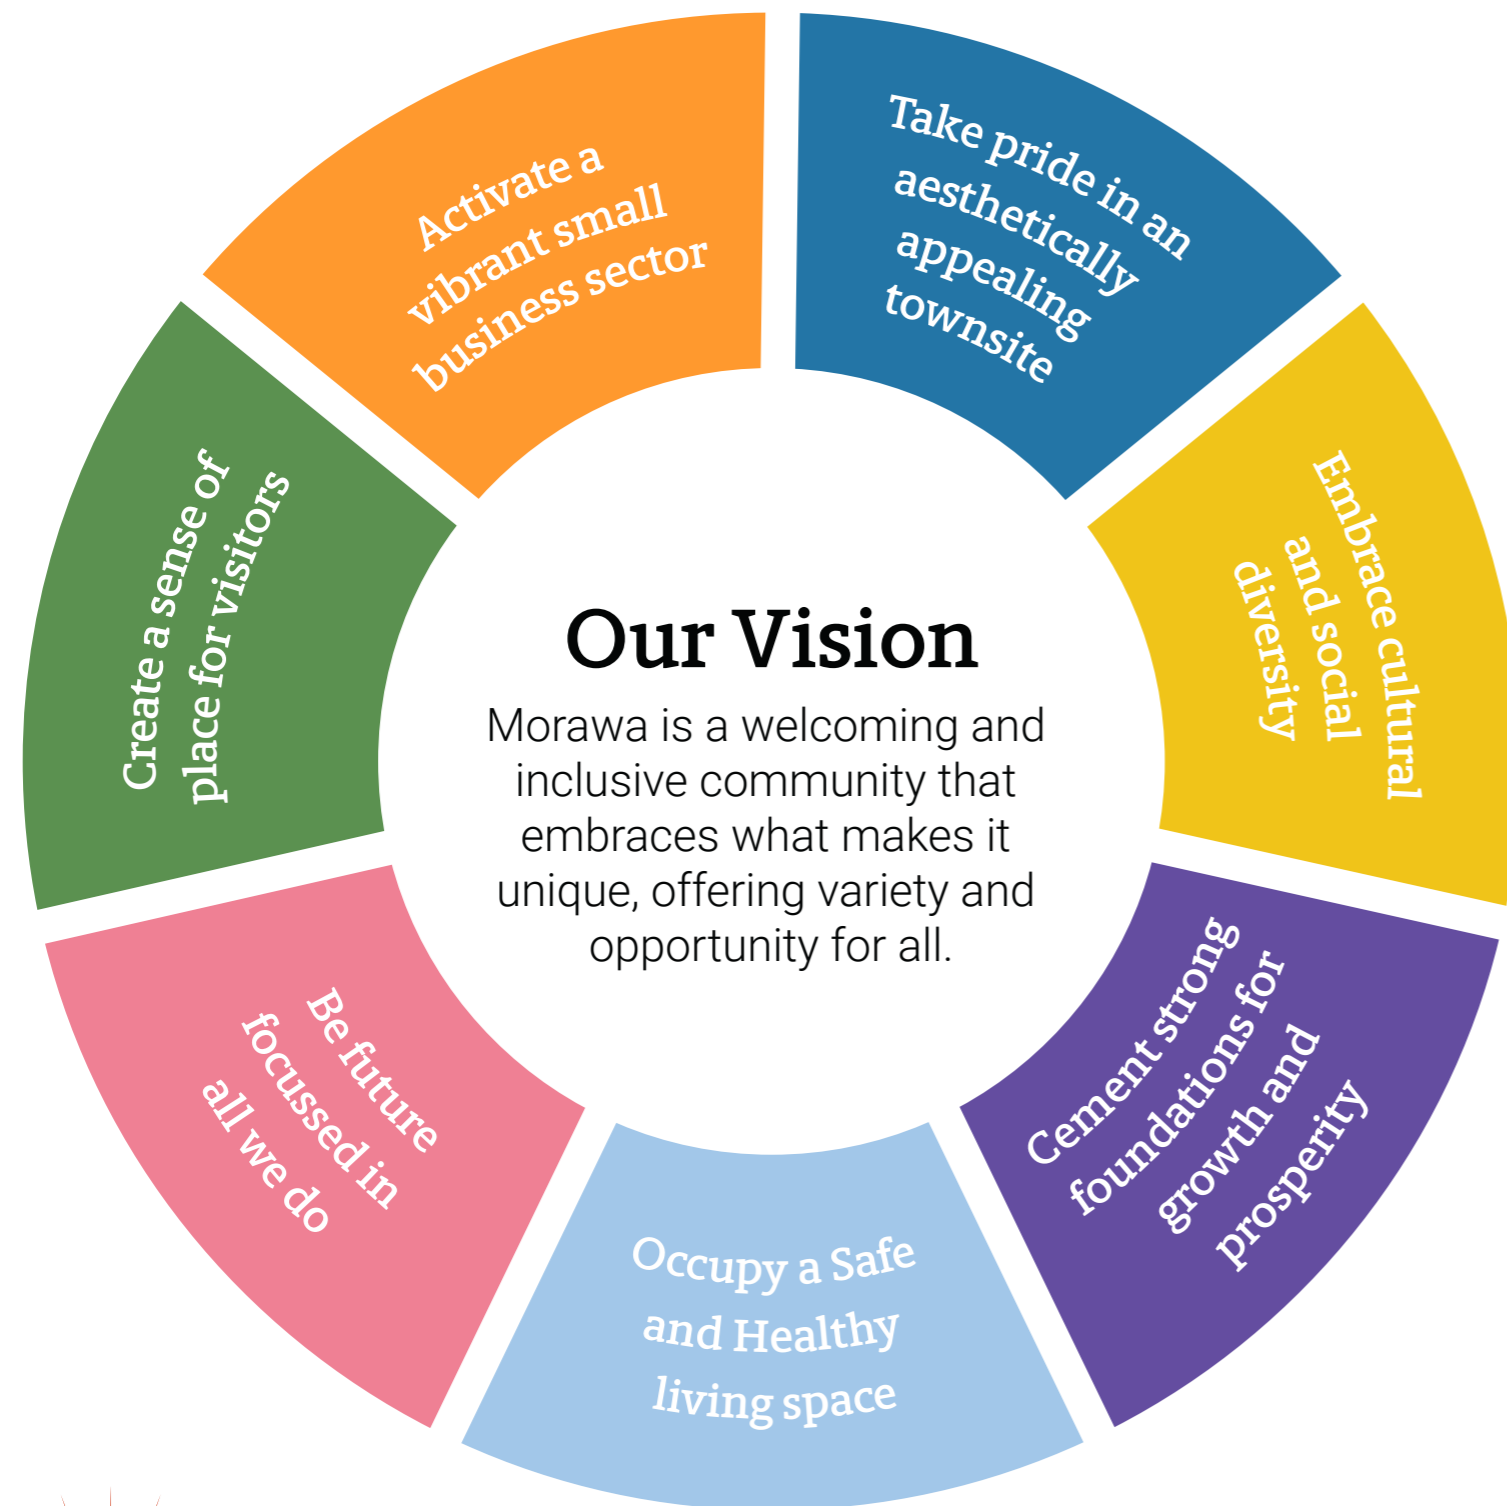 Activate a
vibrant small
business sector
Take pride in an
aesthetically
appealing
townsite
Embrace cultural
and social
diversity
Cement strong
foundations for
growth and
prosperity
Occupy a Safe
and Healthy
living space
Be future
focussed in
all we do
Create a sense of
place for visitors
Our Vision
Morawa is a welcoming and
inclusive community that
embraces what makes it
unique, offering variety and
opportunity for all.